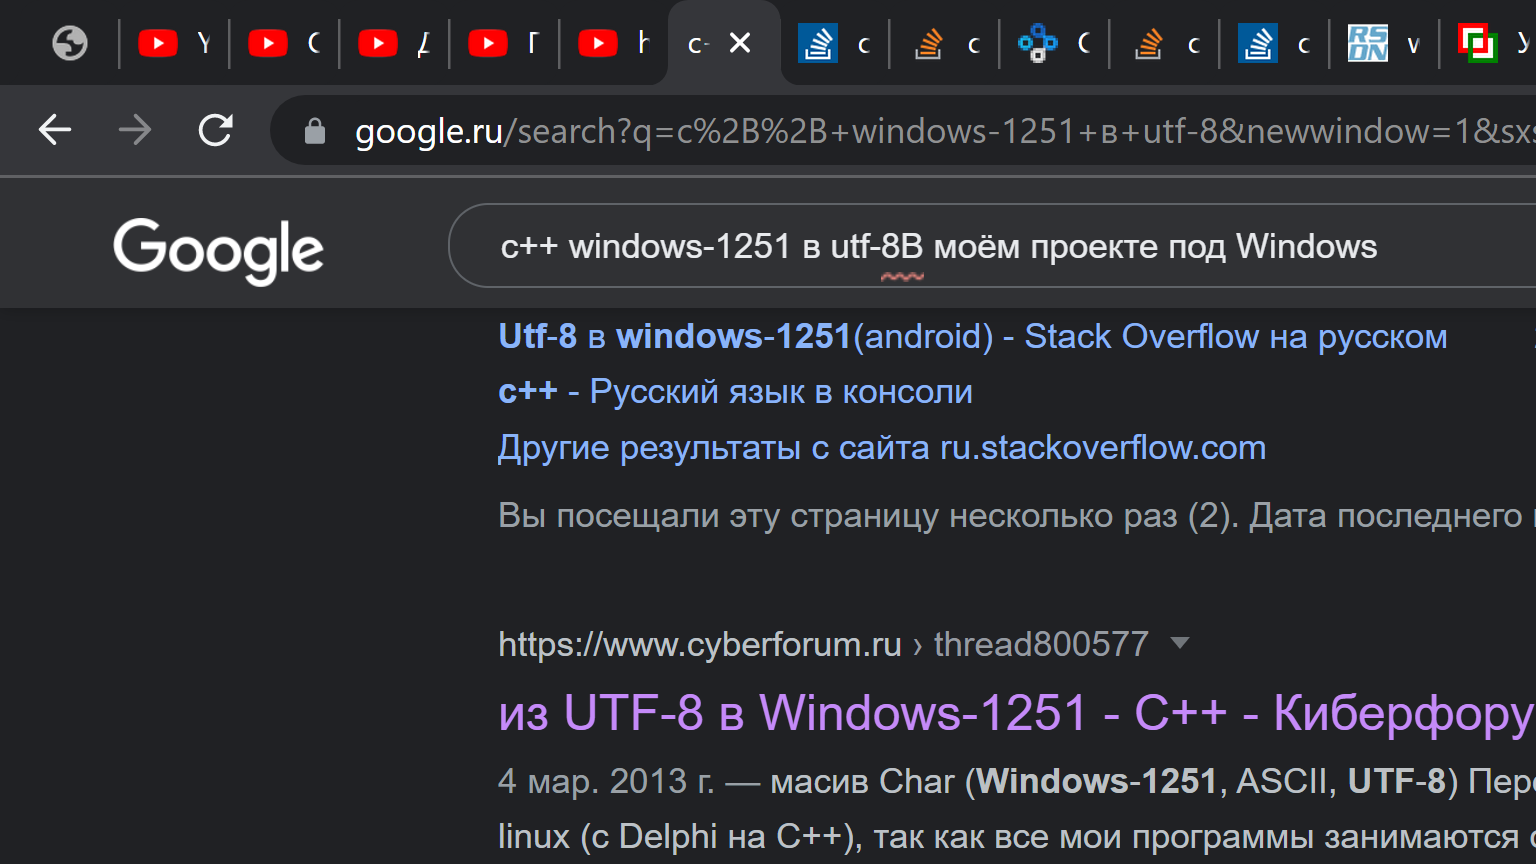 google.ru/search?q=c%2B%2B+windows-1251+в+utf-8&newwindow=1&sxs
Google
c++ windows-1251 в utf-8В моём проекте под Windows
Utf-8 в windows-1251(android) - Stack Overflow на русском
c++ - Русский язык в консоли
Другие результаты с сайта ru.stackoverflow.com
Вы посещали эту страницу несколько раз (2). Дата последнего
https://www.cyberforum.ru › thread800577
из UTF-8 в Windows-1251 - C++ - Киберфору
4 мар. 2013 г. — масив Char (Windows-1251, ASCII, UTF-8) Пер
linux (с Delphi на C++), так как все мои программы занимаются